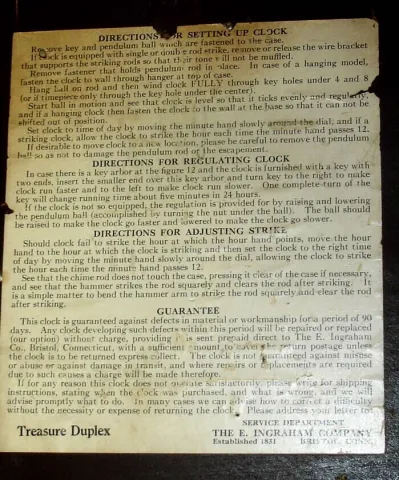 DIRECTIONS FOR SETTING UP CLOCK
Remove key and pendulum ball which are fastened to the case.
If clock is equipped with single or double rod strike, remove or release the wire bracket
that supports the striking rods so that their tone will not be muffled.
Remove fastener that holds pendulum rod in place. In case of a hanging model,
fasten the clock to wall through hanger at top of case.
Hang ball on rod and then wind clock FULLY through key holes under 4 and 8
(or if timepiece only through the key hole under the center).
Start ball in motion and see that clock is level so that it ticks evenly and regularly,
and if a hanging clock then fasten the clock to the wall at the base so that it can not be
shifted out of position.
Set clock to time of day by moving the minute hand slowly around the dial, and if a
striking clock, allow the clock to strike the hour each time the minute hand passes 12.
If desirable to move clock to a new location, please be careful to remove the pendulum
ball so as not to damage the pendulum rod or the escapement.
DIRECTIONS FOR REGULATING CLOCK
In case there is a key arbor at the figure 12 and the clock is furnished with a key with
two ends, insert the smaller end over this key arbor and turn key to the right to make
clock run faster and to the left to make clock run slower. One complete turn of the
key will change running time about five minutes in 24 hours.
If the clock is not so equipped, the regulation is provided for by raising and lowering
the pendulum ball (accomplished by turning the nut under the ball). The ball should
be raised to make the clock go faster and lowered to make the clock go slower.
DIRECTIONS FOR ADJUSTING STRIKE
Should clock fail to strike the hour at which the hour hand points, move the hour
hand to the hour at which the clock is striking and then set the clock to the right time
of day by moving the minute hand slowly around the dial, allowing the clock to strike
the hour each time the minute hand passes 12.
See that the chime rod does not touch the case, pressing it clear of the case if necessary,
and see that the hammer strikes the rod squarely and clears the rod after striking. It
is a simple matter to bend the hammer arm to strike the rod squarely and clear the rod
after striking.
GUARANTEE
This clock is guaranteed against defects in material or workmanship for a period of 90
days. Any clock developing such defects within this period will be repaired or replaced
(our option) without charge, providing it is sent prepaid direct to The E. Ingraham
Co., Bristol, Connecticut, with a sufficient amount to cover the return postage unless
the clock is to be returned express collect. The clock is not guaranteed against misuse
or abuse or against damage in transit, and where repairs or replacements are required
due to such causes a charge will be made therefore.
If for any reason this clock does not operate satisfactorily, please write for shipping
instructions, stating when the clock was purchased, and what is wrong, and we will
advise promptly what to do. In many cases we can advise how to correct a difficulty
without the necessity or expense of returning the clock. Please address your letter to:
SERVICE DEPARTMENT
Treasure Duplex THE E. INGRAHAM COMPANY
Established 1831 BRISTOL, CONN.